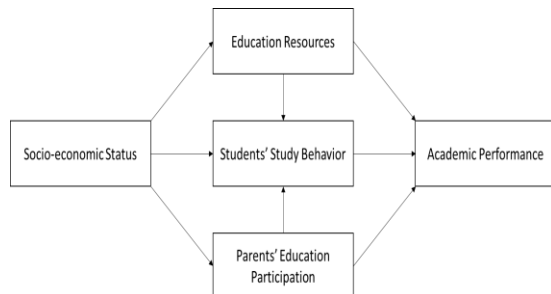 Education Resources
Socio-economic Status
Students' Study Behavior
Academic Performance
Parents' Education
Participation